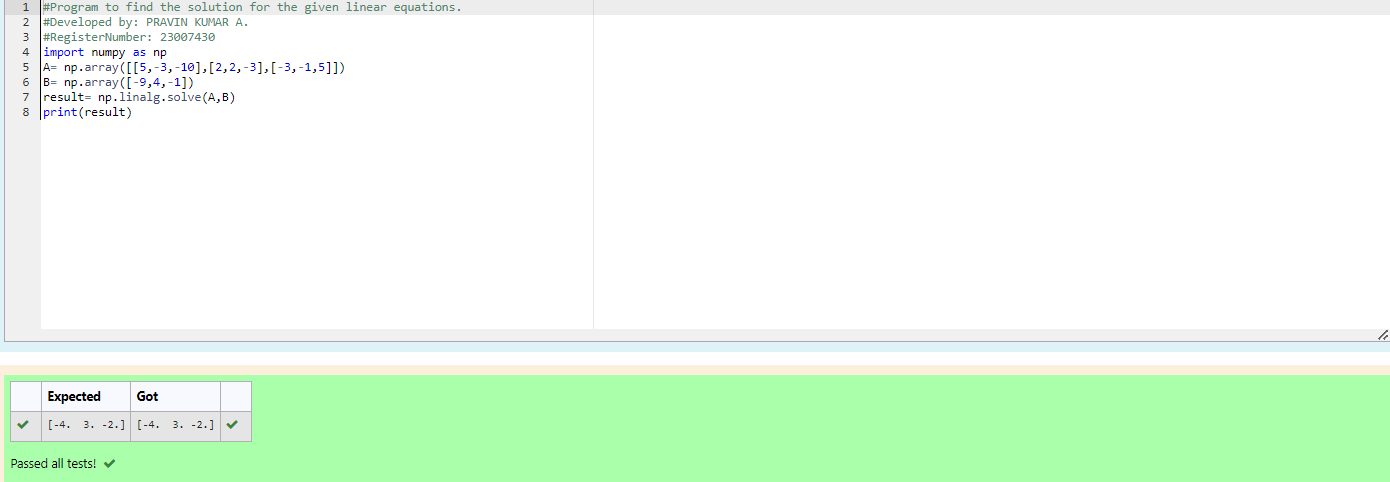 1 #Program to find the solution for the given linear equations.
2 #Developed by: PRAVIN KUMAR A.
3 #RegisterNumber: 23007430
4 import numpy as np
5 A= np.array([[5,-3,-10],[2,2,-3],[-3,-1,5]])
6 B= np.array([-9,4,-1])
7 result= np.linalg.solve(A,B)
8 print(result)
Expected Got
[-4.  3. -2.] [-4.  3. -2.]
Passed all tests!